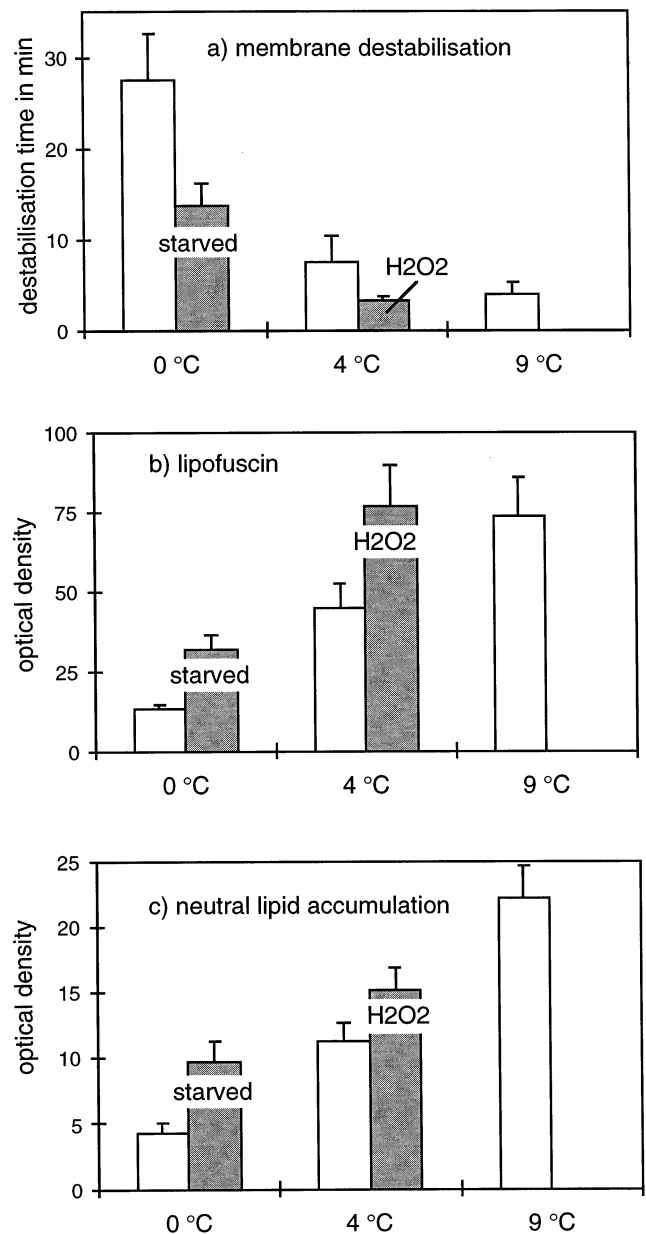 a) membrane destabilisation
destabilisation time in min
30
20
10
0
starved
H2O2
0 °C
4 °C
9 °C
b) lipofuscin
optical density
100
75
50
25
0
starved
H2O2
0 °C
4 °C
9 °C
c) neutral lipid accumulation
optical density
25
20
15
10
5
0
starved
H2O2
0 °C
4 °C
9 °C